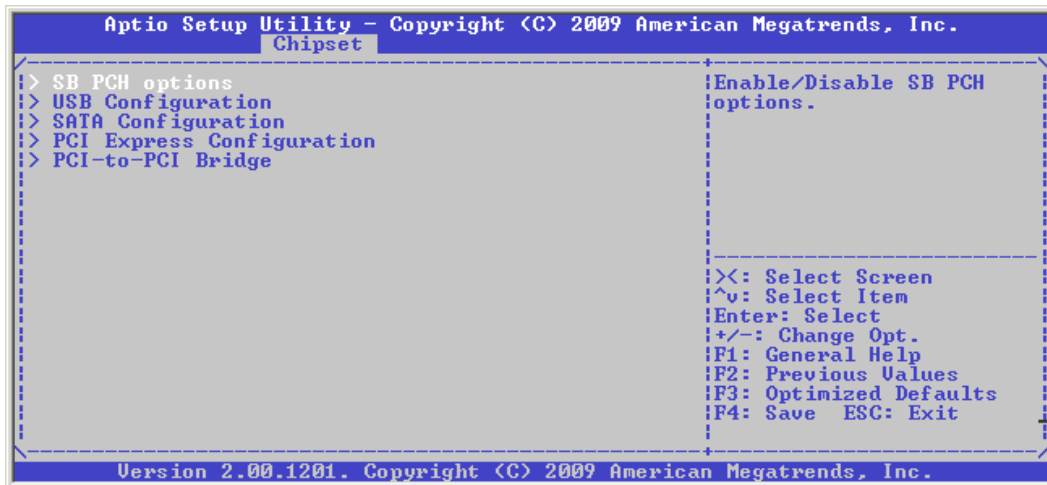 Aptio Setup Utility - Copyright (C) 2009 American Megatrends, Inc.
Chipset
> SB PCH options
> USB Configuration
> SATA Configuration
> PCI Express Configuration
> PCI-to-PCI Bridge
Enable/Disable SB PCH
options.
><: Select Screen
^v: Select Item
Enter: Select
+/-: Change Opt.
F1: General Help
F2: Previous Values
F3: Optimized Defaults
F4: Save  ESC: Exit
Version 2.00.1201. Copyright (C) 2009 American Megatrends, Inc.